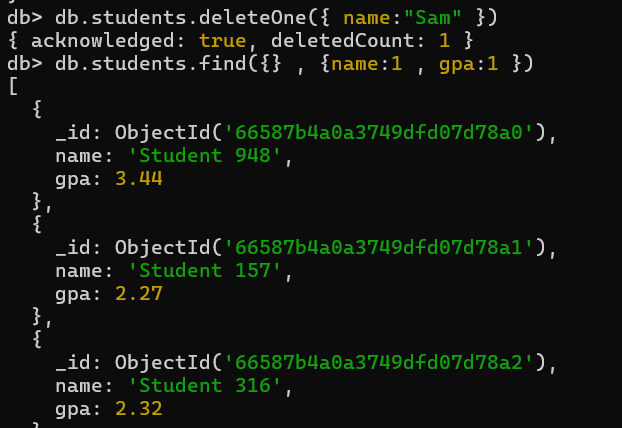 db> db.students.deleteOne({ name:"Sam" })
{ acknowledged: true, deletedCount: 1 }
db> db.students.find({} , {name:1 , gpa:1 })
[
  {
    _id: ObjectId('66587b4a0a3749dfd07d78a0'),
    name: 'Student 948',
    gpa: 3.44
  },
  {
    _id: ObjectId('66587b4a0a3749dfd07d78a1'),
    name: 'Student 157',
    gpa: 2.27
  },
  {
    _id: ObjectId('66587b4a0a3749dfd07d78a2'),
    name: 'Student 316',
    gpa: 2.32